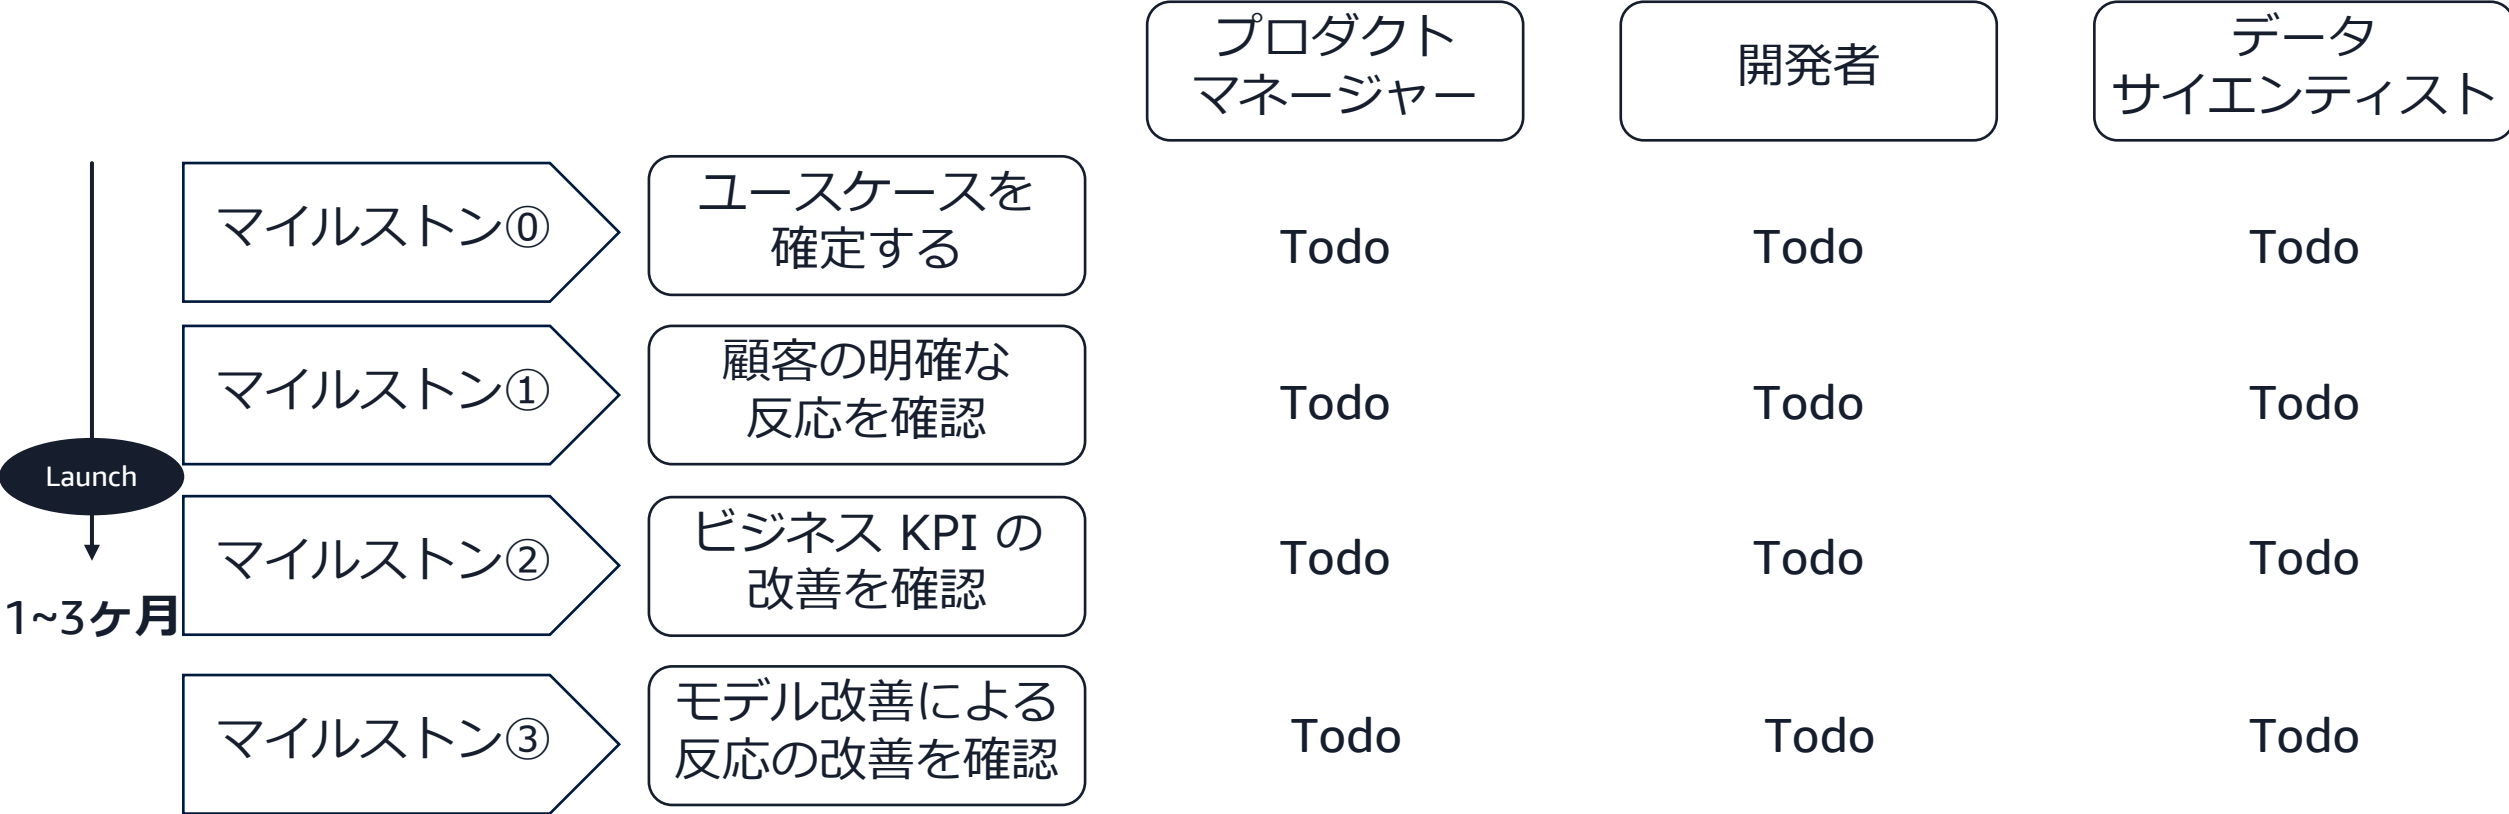 プロダクト
マネージャー
開発者
データ
サイエンティスト
マイルストン⓪
ユースケースを
確定する
Todo
Todo
Todo
マイルストン①
顧客の明確な
反応を確認
Todo
Todo
Todo
Launch
マイルストン②
ビジネス KPI の
改善を確認
Todo
Todo
Todo
1~3ヶ月
マイルストン③
モデル改善による
反応の改善を確認
Todo
Todo
Todo